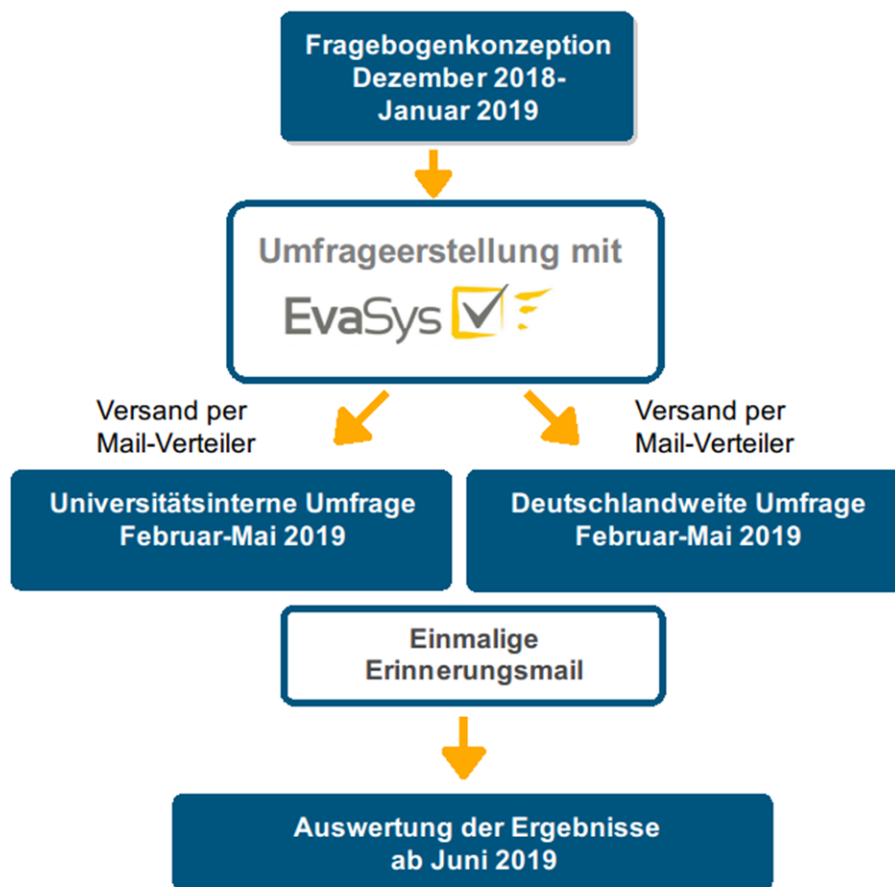 Fragebogenkonzeption
Dezember 2018-
Januar 2019
Umfrageerstellung mit
EvaSys
Versand per
Mail-Verteiler
Versand per
Mail-Verteiler
Universitätsinterne Umfrage
Februar-Mai 2019
Deutschlandweite Umfrage
Februar-Mai 2019
Einmalige
Erinnerungsmail
Auswertung der Ergebnisse
ab Juni 2019